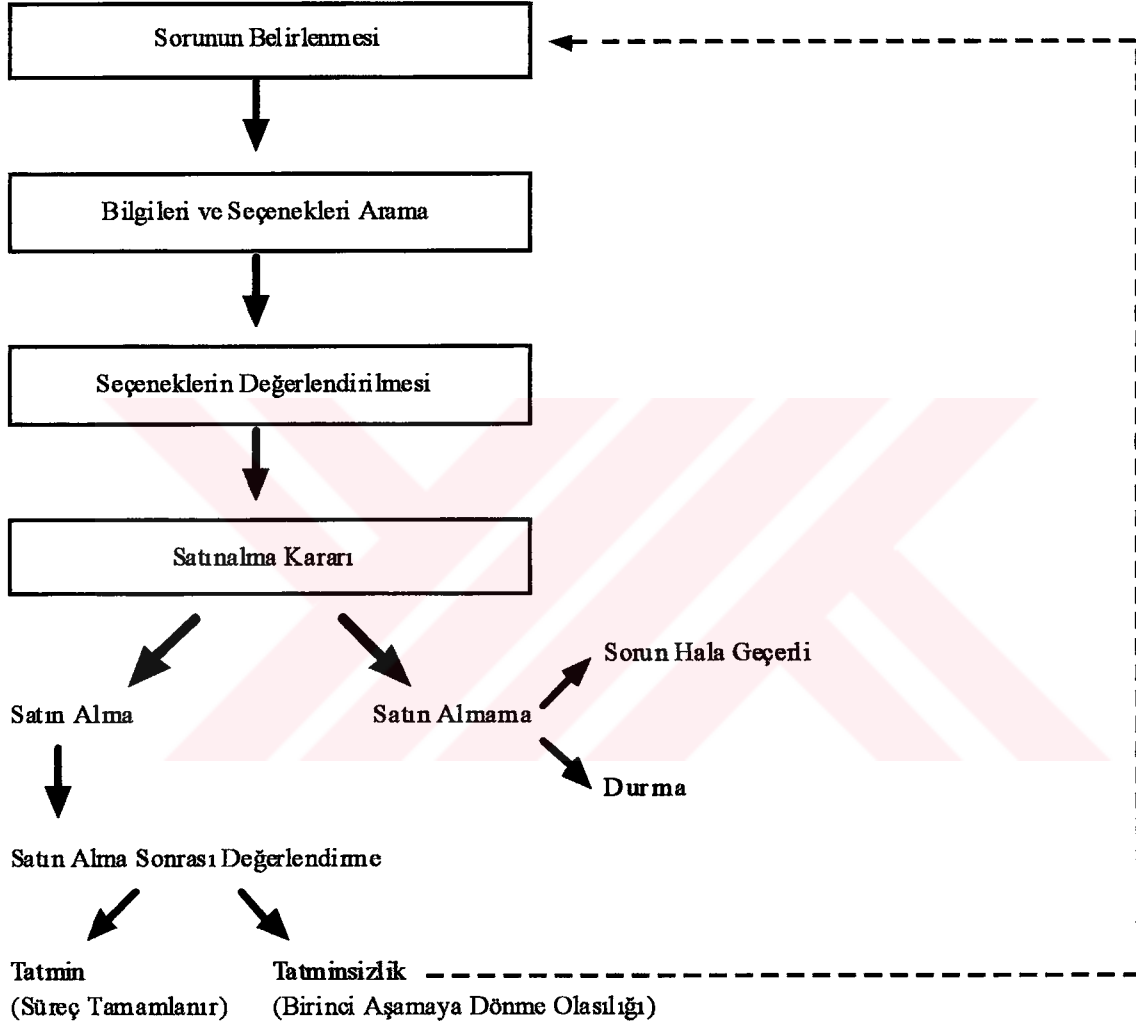 Sorunun Belirlenmesi
Bilgileri ve Seçenekleri Arama
Seçeneklerin Değerlendirilmesi
Satınalma Kararı
Sorun Hala Geçerli
Satın Alma
Satın Almama
Durma
Satın Alma Sonrası Değerlendirme
Tatmin
Tatminsizlik
(Süreç Tamamlanır)
(Birinci Aşamaya Dönme Olasılığı)